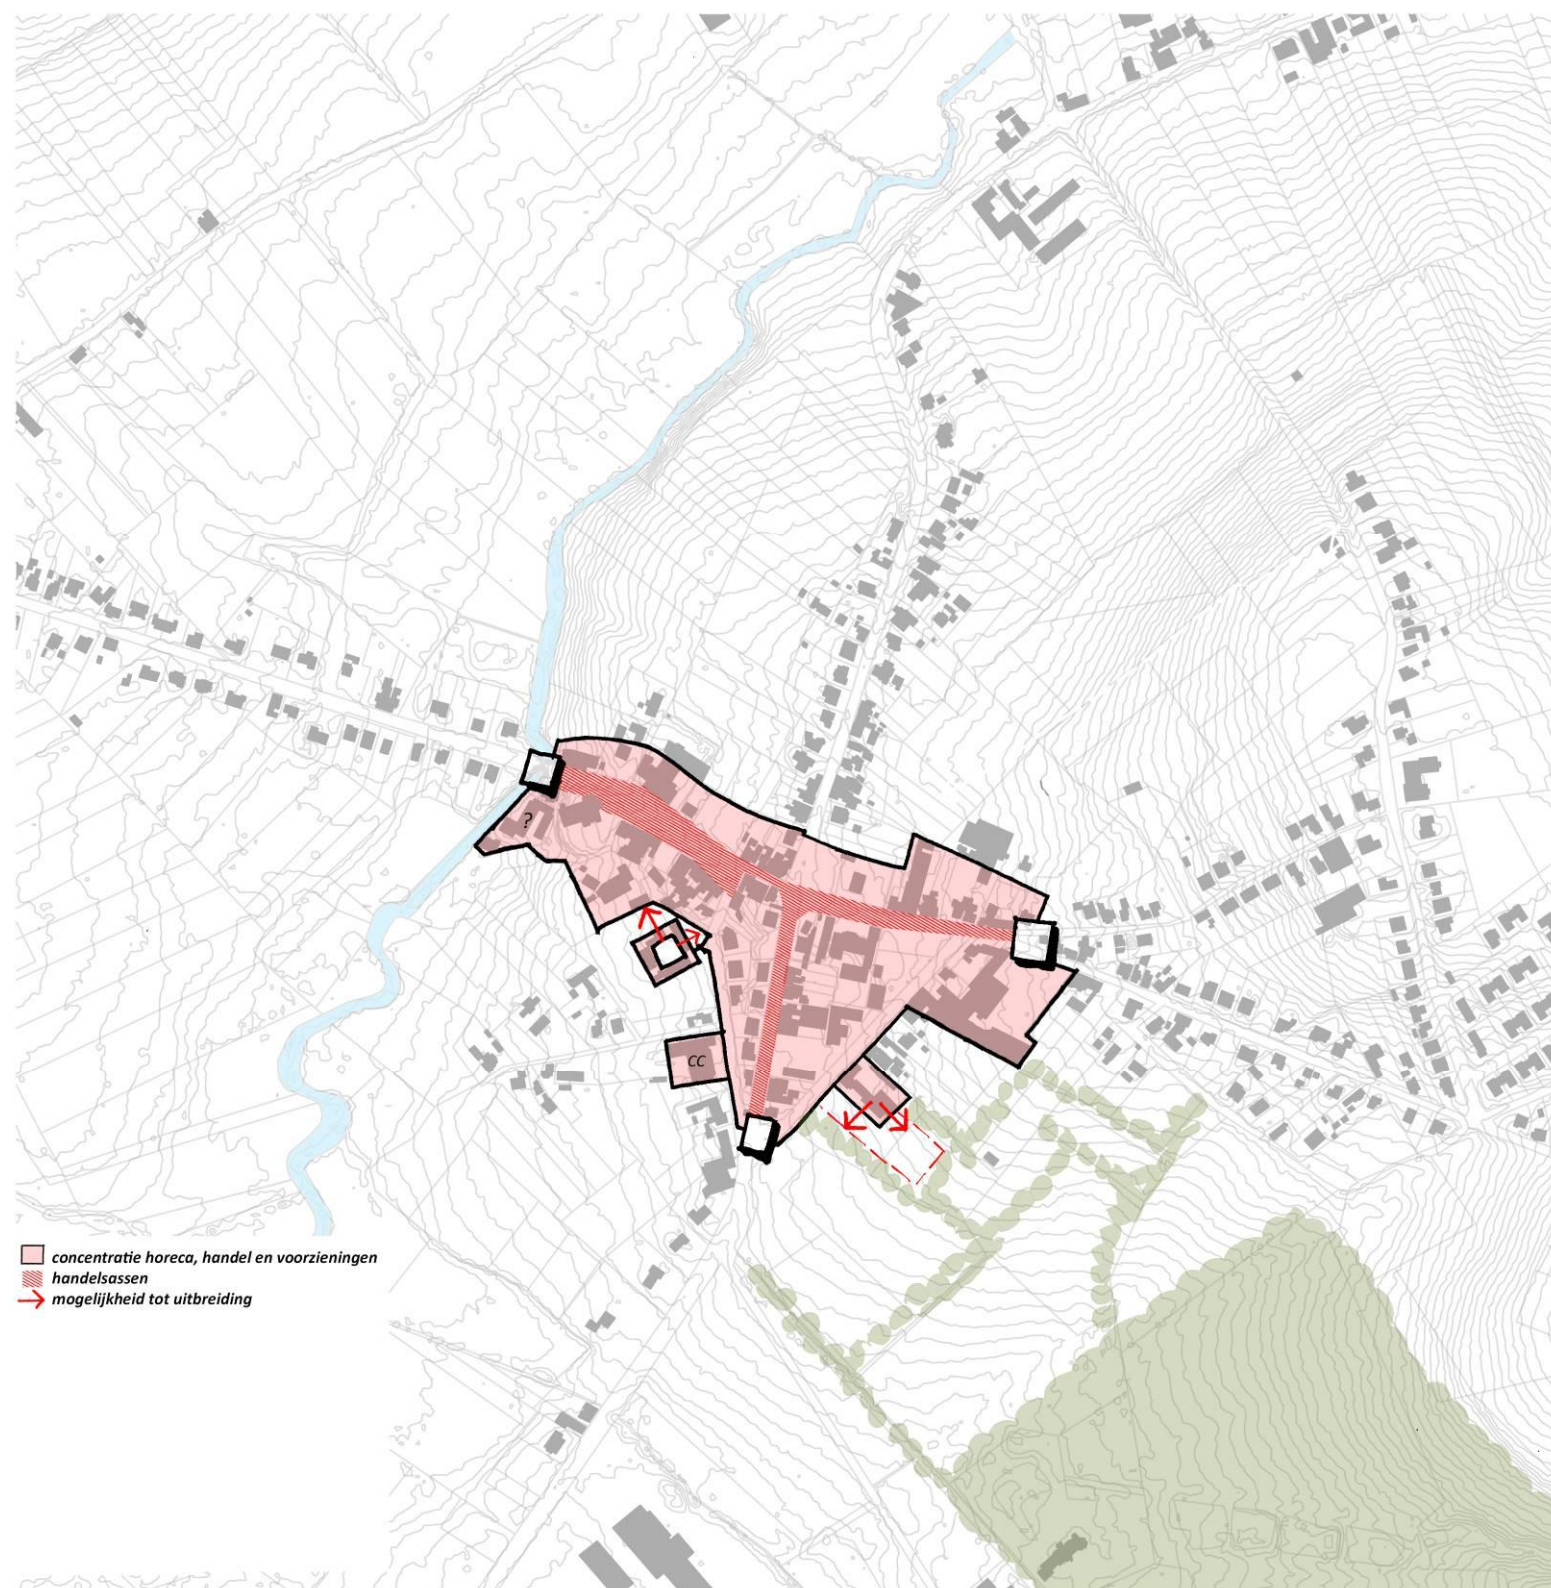 ?
CC
concentratie horeca, handel en voorzieningen
handelsassen
mogelijkheid tot uitbreiding